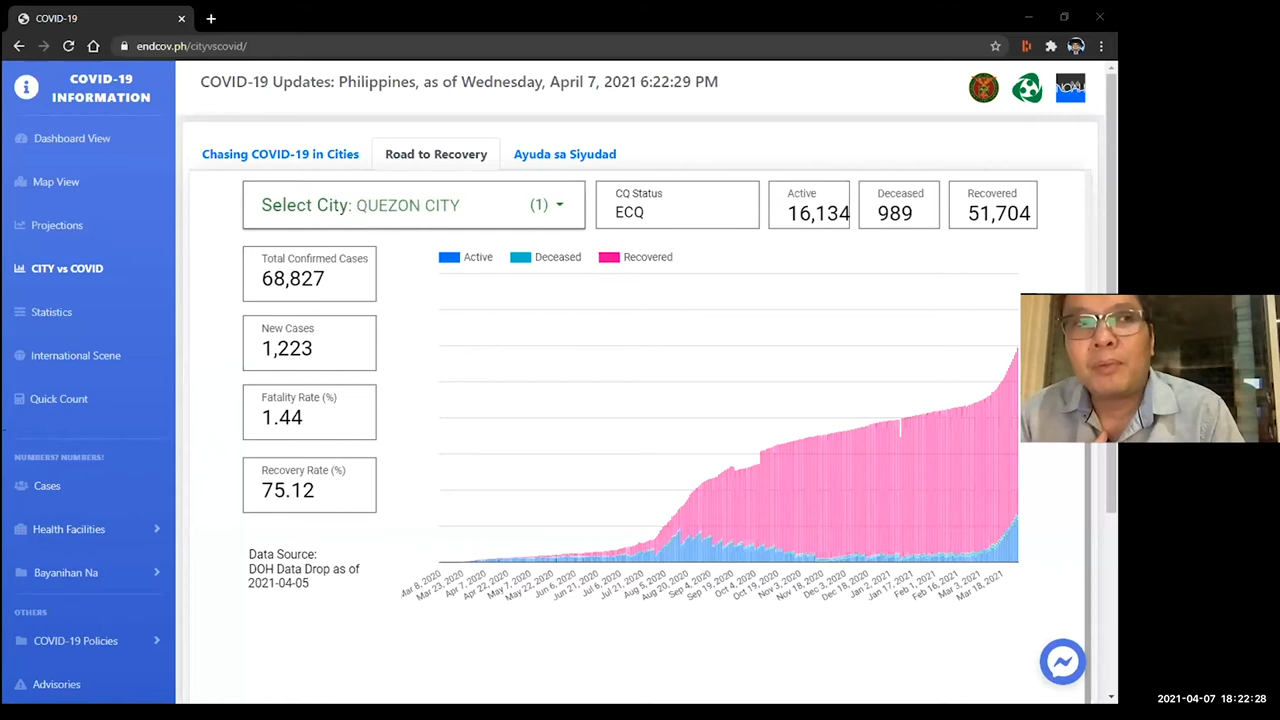 COVID-19
endcov.ph/cityvscovid/
COVID-19
INFORMATION
Dashboard View
Map View
Projections
CITY vs COVID
Statistics
International Scene
Quick Count
NUMBERS? NUMBERS!
Cases
Health Facilities
Bayanihan Na
OTHERS
COVID-19 Policies
Advisories
COVID-19 Updates: Philippines, as of Wednesday, April 7, 2021 6:22:29 PM
NOAH
Chasing COVID-19 in Cities
Road to Recovery
Ayuda sa Siyudad
Select City: QUEZON CITY (1)
CQ Status
ECQ
Active
16,134
Deceased
989
Recovered
51,704
Total Confirmed Cases
68,827
New Cases
1,223
Fatality Rate (%)
1.44
Recovery Rate (%)
75.12
Data Source:
DOH Data Drop as of
2021-04-05
Active
Deceased
Recovered
Mar 8, 2020
Mar 23, 2020
Apr 7, 2020
Apr 22, 2020
May 7, 2020
May 22, 2020
Jun 6, 2020
Jun 21, 2020
Jul 6, 2020
Jul 21, 2020
Aug 5, 2020
Aug 20, 2020
Sep 4, 2020
Sep 19, 2020
Oct 4, 2020
Oct 19, 2020
Nov 3, 2020
Nov 18, 2020
Dec 3, 2020
Dec 18, 2020
Jan 2, 2021
Jan 17, 2021
Feb 1, 2021
Feb 16, 2021
Mar 3, 2021
Mar 18, 2021
2021-04-07 18:22:28